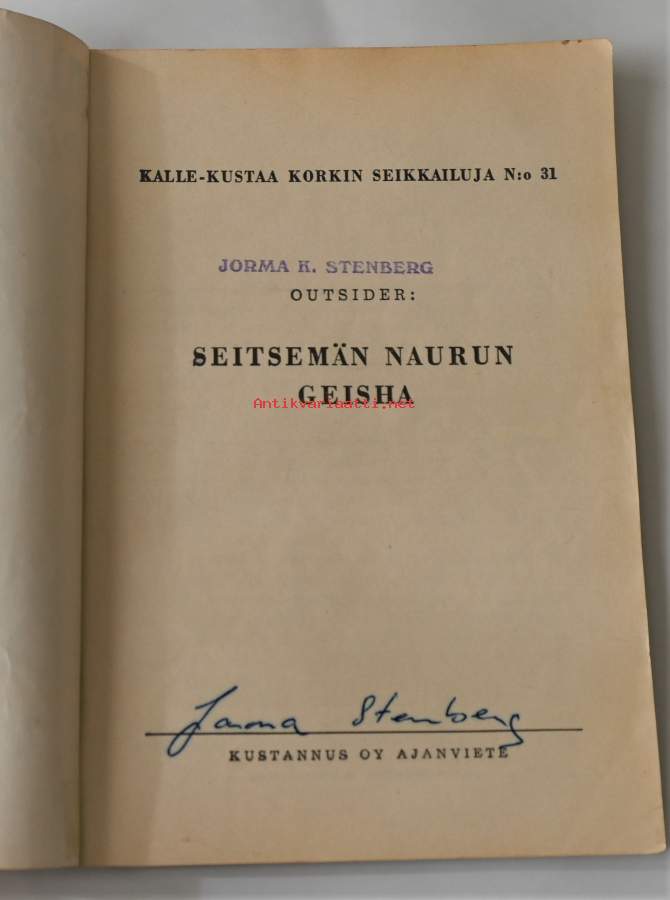 KALLE-KUSTAA KORKIN SEIKKAILUJA N:o 31
JORMA K. STENBERG
OUTSIDER:
SEITSEMÄN NAURUN
GEISHA
Antikvariaatti.net
Jorma Stenberg
KUSTANNUS OY AJANVIETE